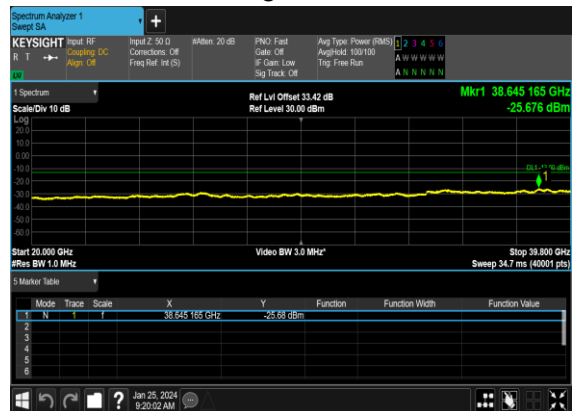 Spectrum Analyzer 1
Swept SA
+
KEYSIGHT Input: RF Input Z: 50 Ω #Atten: 20 dB PNO: Fast Avg Type: Power (RMS) 1 2 3 4 5 6
R T Coupling: DC Corrections: Off Gate: Off Avg|Hold: 100/100 A W W W W W
Align: Off Freq Ref: Int (S) IF Gain: Low Trig: Free Run
Sig Track: Off A N N N N N
1 Spectrum Ref Lvl Offset 33.42 dB Mkr1 38.645 165 GHz
Scale/Div 10 dB Ref Level 30.00 dBm -25.676 dBm
Log
20.0
10.0
0.00
-10.0
DL1 -13.00 dBm
1
-20.0
-30.0
-40.0
-50.0
-60.0
Start 20.000 GHz Video BW 3.0 MHz* Stop 39.800 GHz
#Res BW 1.0 MHz Sweep 34.7 ms (40001 pts)
5 Marker Table
Mode Trace Scale X Y Function Function Width Function Value
1 N 1 f 38.645 165 GHz -25.68 dBm
2
3
4
5
6
? Jan 25, 2024
9:20:02 AM